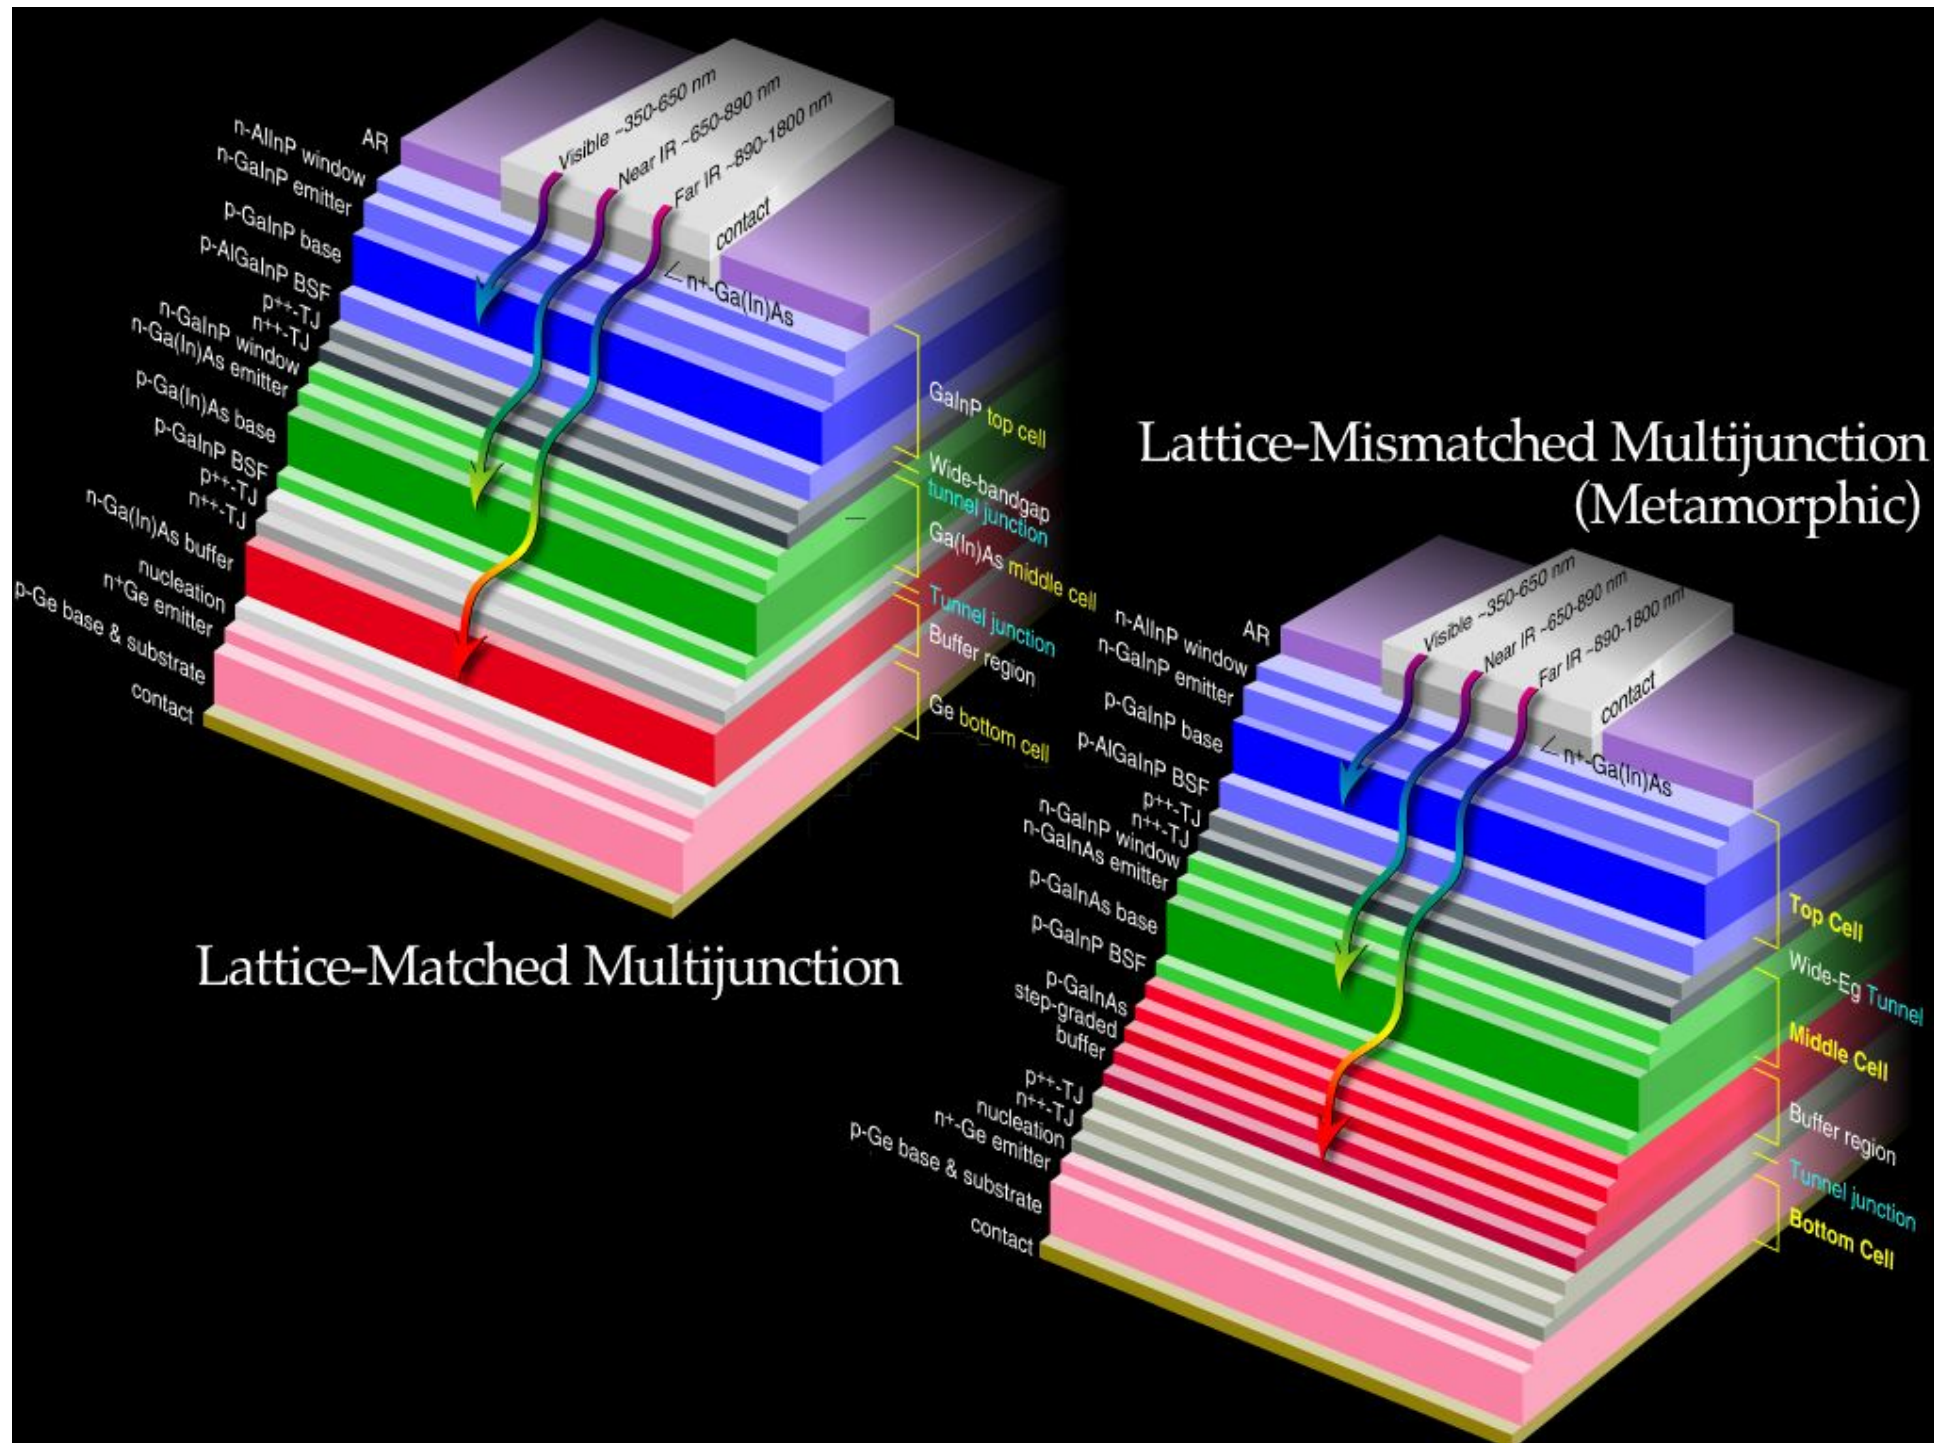 AR
n-AlInP window
n-GaInP emitter
p-GaInP base
p-AlGaInP BSF
p++-TJ
n++-TJ
n-GaInP window
n-Ga(In)As emitter
p-Ga(In)As base
p-GaInP BSF
p++-TJ
n++-TJ
n-Ga(In)As buffer
nucleation
n+Ge emitter
p-Ge base & substrate
contact
Visible ~350-650 nm
Near IR ~650-890 nm
Far IR ~890-1800 nm
contact
n+-Ga(In)As
GaInP top cell
Wide-bandgap
tunnel junction
Ga(In)As middle cell
Tunnel junction
Buffer region
Ge bottom cell
Lattice-Matched Multijunction
Lattice-Mismatched Multijunction
(Metamorphic)
AR
n-AlInP window
n-GaInP emitter
p-GaInP base
p-AlGaInP BSF
p++-TJ
n++-TJ
n-GaInP window
n-GaInAs emitter
p-GaInAs base
p-GaInP BSF
p-GaInAs
step-graded
buffer
p++-TJ
n++-TJ
nucleation
n+-Ge emitter
p-Ge base & substrate
contact
Visible ~350-650 nm
Near IR ~650-890 nm
Far IR ~890-1800 nm
contact
n+-Ga(In)As
Top Cell
Wide-Eg Tunnel
Middle Cell
Buffer region
Tunnel junction
Bottom Cell